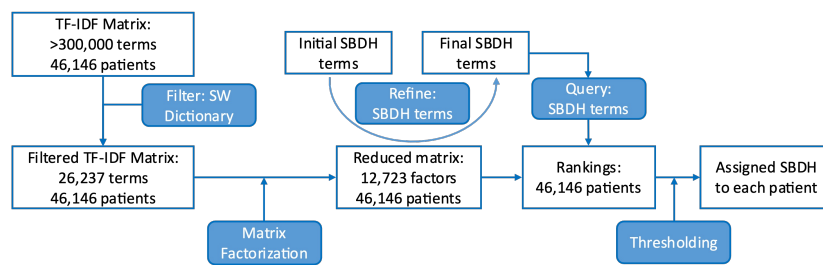 TF-IDF Matrix:
>300,000 terms
46,146 patients
Initial SBDH
terms
Final SBDH
terms
Filter: SW
Dictionary
Refine:
SBDH terms
Query:
SBDH terms
Filtered TF-IDF Matrix:
26,237 terms
46,146 patients
Reduced matrix:
12,723 factors
46,146 patients
Rankings:
46,146 patients
Assigned SBDH
to each patient
Matrix
Factorization
Thresholding